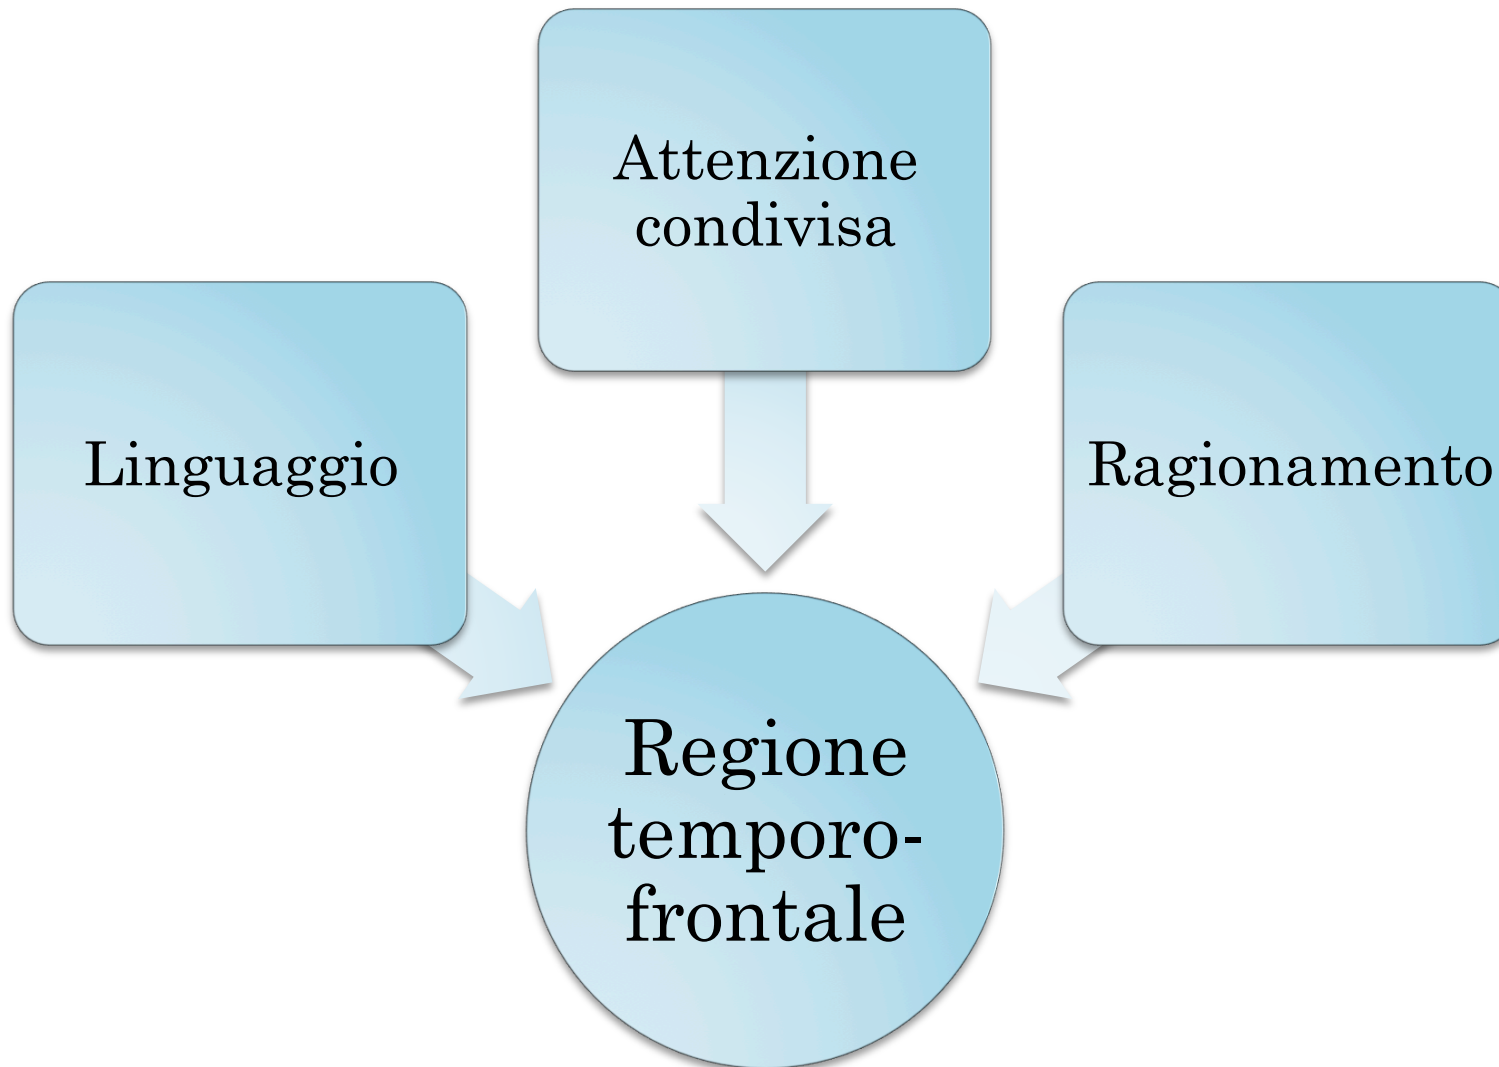 Attenzione
condivisa
Linguaggio
Ragionamento
Regione
temporo-
frontale